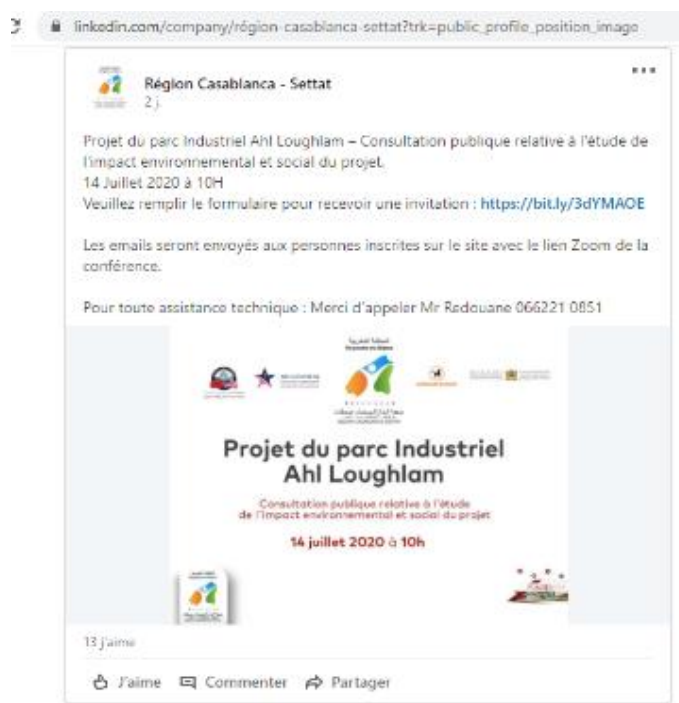 linkedin.com/company/région-casablanca-settat?trk=public_profile_position_image
Région Casablanca - Settat
2 j.
Projet du parc Industriel Ahl Loughlam – Consultation publique relative à l'étude de
l'impact environnemental et social du projet.
14 Juillet 2020 à 10H
Veuillez remplir le formulaire pour recevoir une invitation : https://bit.ly/3dYMAOE
Les emails seront envoyés aux personnes inscrites sur le site avec le lien Zoom de la
conférence.
Pour toute assistance technique : Merci d'appeler Mr Redouane 066221 0851
Projet du parc Industriel
Ahl Loughlam
Consultation publique relative à l'étude
de l'impact environnemental et social du projet
14 juillet 2020 à 10h
13 j'aime
J'aime Commenter Partager